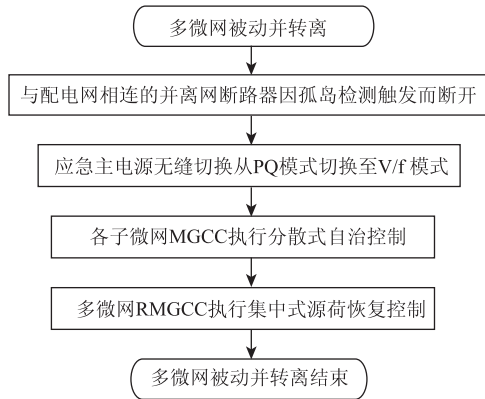 多微网被动并转离
与配电网相连的并离网断路器因孤岛检测触发而断开
应急主电源无缝切换从PQ模式切换至V/f 模式
各子微网MGCC执行分散式自治控制
多微网RMGCC执行集中式源荷恢复控制
多微网被动并转离结束